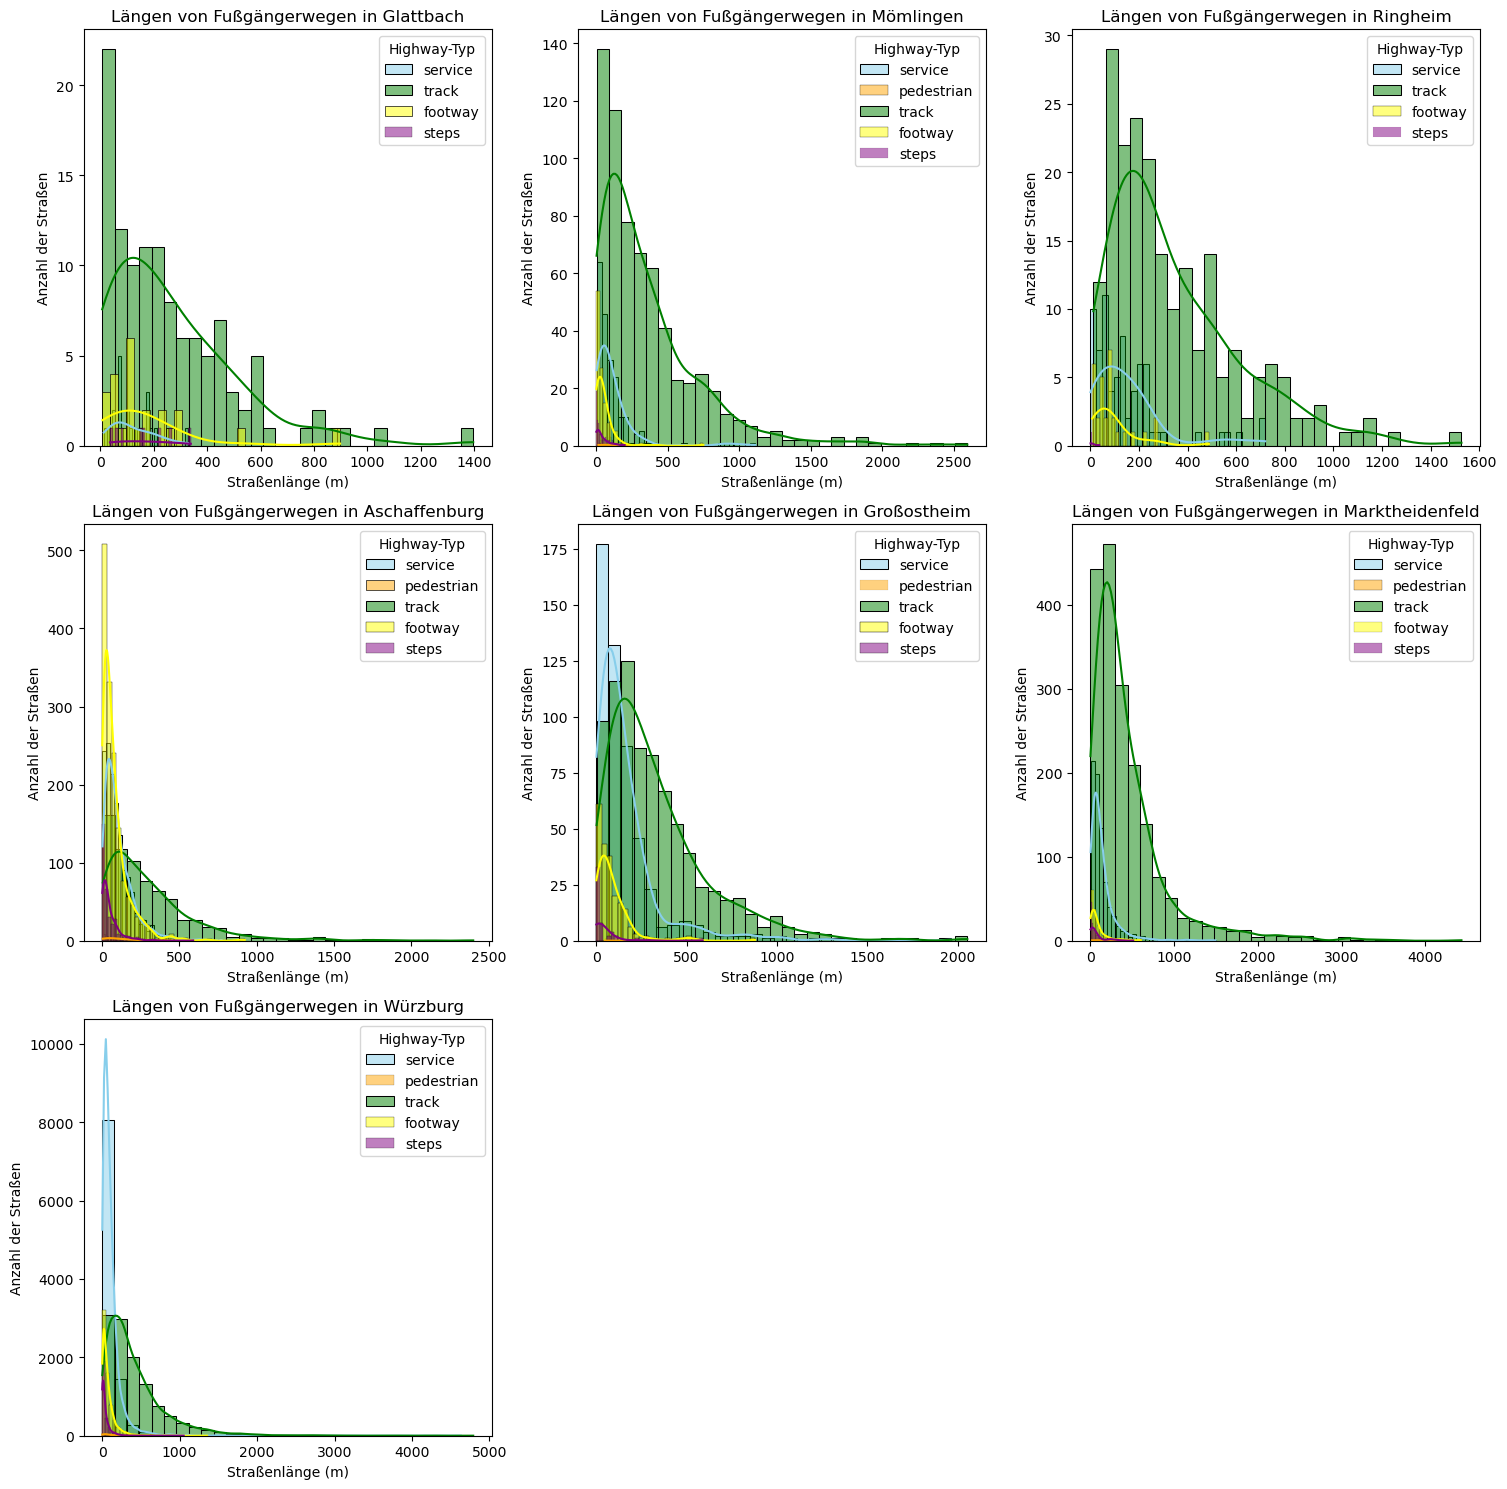 Längen von Fußgängerwegen in Glattbach
Highway-Typ
service
track
footway
steps
Anzahl der Straßen
20
15
10
5
0
0 200 400 600 800 1000 1200 1400
Straßenlänge (m)
Längen von Fußgängerwegen in Mömlingen
Highway-Typ
service
pedestrian
track
footway
steps
Anzahl der Straßen
140
120
100
80
60
40
20
0
0 500 1000 1500 2000 2500
Straßenlänge (m)
Längen von Fußgängerwegen in Ringheim
Highway-Typ
service
track
footway
steps
Anzahl der Straßen
30
25
20
15
10
5
0
0 200 400 600 800 1000 1200 1400 1600
Straßenlänge (m)
Längen von Fußgängerwegen in Aschaffenburg
Highway-Typ
service
pedestrian
track
footway
steps
Anzahl der Straßen
500
400
300
200
100
0
0 500 1000 1500 2000 2500
Straßenlänge (m)
Längen von Fußgängerwegen in Großostheim
Highway-Typ
service
pedestrian
track
footway
steps
Anzahl der Straßen
175
150
125
100
75
50
25
0
0 500 1000 1500 2000
Straßenlänge (m)
Längen von Fußgängerwegen in Marktheidenfeld
Highway-Typ
service
pedestrian
track
footway
steps
Anzahl der Straßen
400
300
200
100
0
0 1000 2000 3000 4000
Straßenlänge (m)
Längen von Fußgängerwegen in Würzburg
Highway-Typ
service
pedestrian
track
footway
steps
Anzahl der Straßen
10000
8000
6000
4000
2000
0
0 1000 2000 3000 4000 5000
Straßenlänge (m)